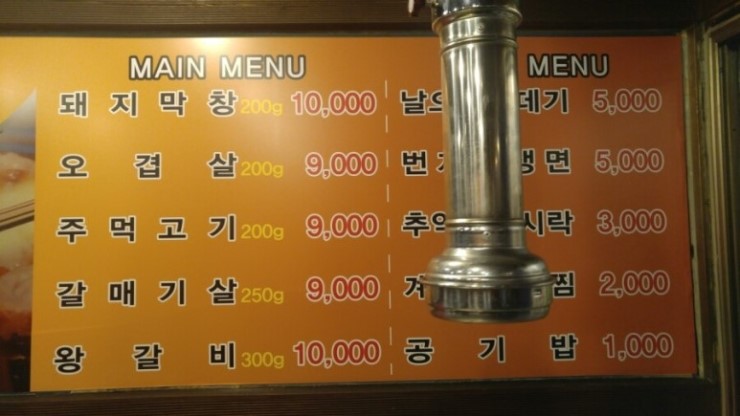 MAIN MENU
돼지막창 200g 10,000
오겹살 200g 9,000
주먹고기 200g 9,000
갈매기살 250g 9,000
왕갈비 300g 10,000
MENU
5,000
5,000
3,000
2,000
공기밥 1,000